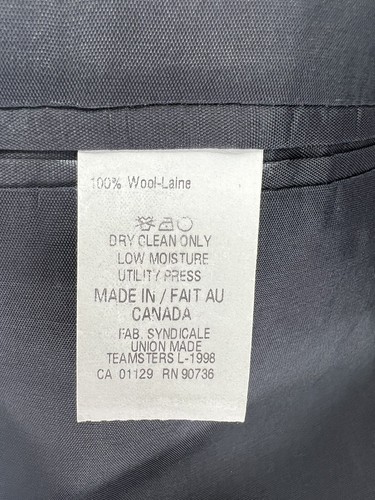 100% Wool-Laine
DRY CLEAN ONLY
LOW MOISTURE
UTILITY PRESS
MADE IN / FAIT AU
CANADA
FAB. SYNDICALE
UNION MADE
TEAMSTERS L-1998
CA 01129 RN 90736